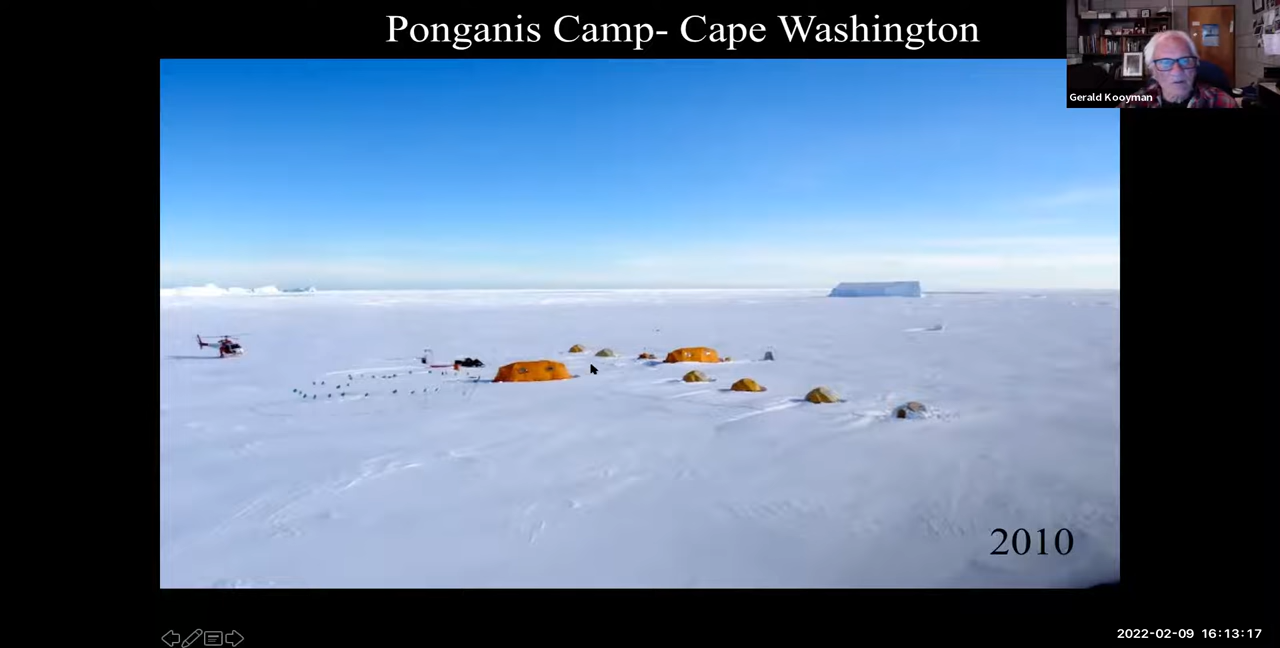 Ponganis Camp- Cape Washington
Gerald Kooyman
2010
2022-02-09 16:13:17